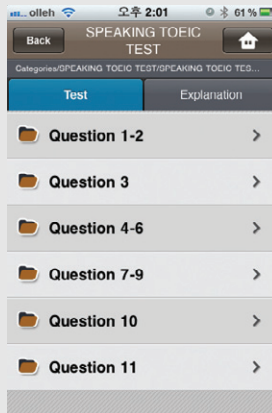 olleh 오후 2:01 61 %
Back SPEAKING TOEIC
TEST
Categories/SPEAKING TOEIC TEST/SPEAKING TOEIC TES...
Test Explanation
Question 1-2
Question 3
Question 4-6
Question 7-9
Question 10
Question 11